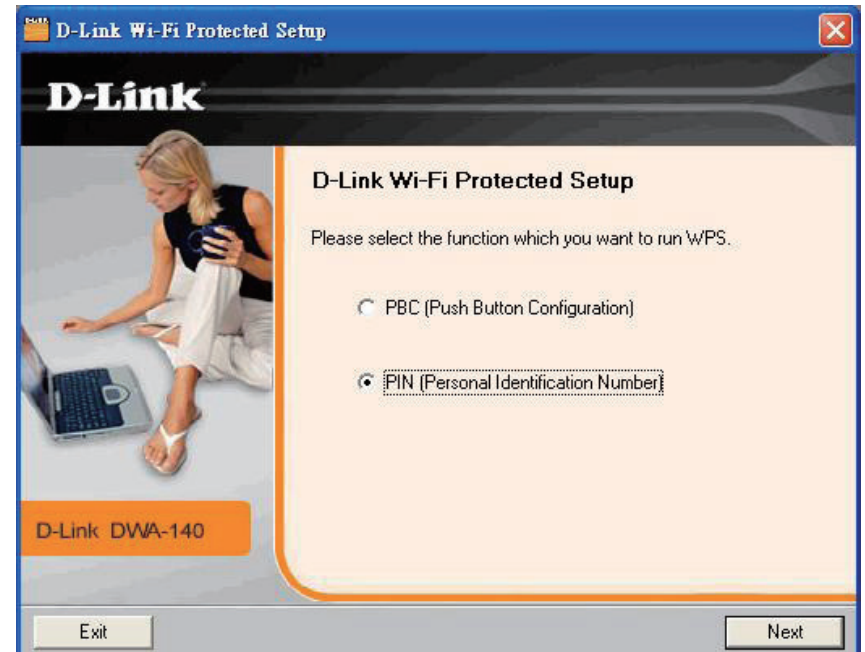 D-Link Wi-Fi Protected Setup
D-Link
D-Link Wi-Fi Protected Setup
Please select the function which you want to run WPS.
PBC (Push Button Configuration)
PIN (Personal Identification Number)
D-Link DWA-140
Exit
Next